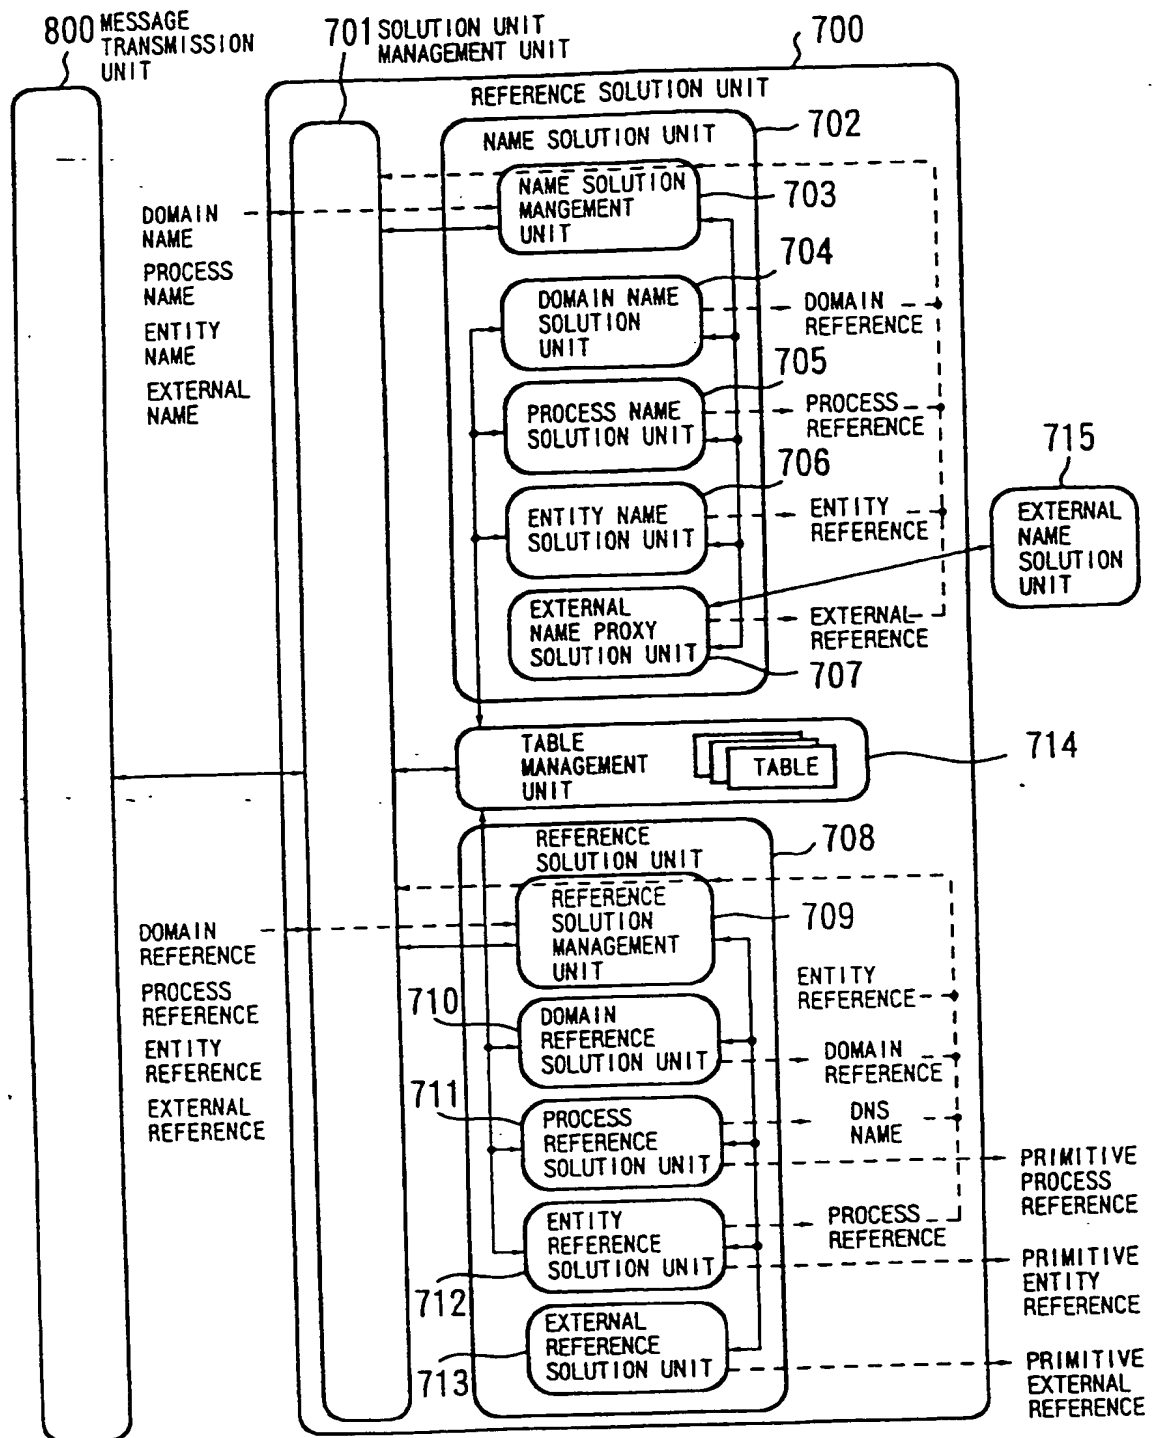 800 MESSAGE
TRANSMISSION
UNIT
701 SOLUTION UNIT
MANAGEMENT UNIT
700
REFERENCE SOLUTION UNIT
NAME SOLUTION UNIT
702
NAME SOLUTION
MANGEMENT
UNIT
703
DOMAIN
NAME
PROCESS
NAME
ENTITY
NAME
EXTERNAL
NAME
704
DOMAIN NAME
SOLUTION
UNIT
DOMAIN
REFERENCE
705
PROCESS NAME
SOLUTION UNIT
PROCESS
REFERENCE
706
ENTITY NAME
SOLUTION UNIT
ENTITY
REFERENCE
715
EXTERNAL
NAME
SOLUTION
UNIT
EXTERNAL
NAME PROXY
SOLUTION UNIT
EXTERNAL
REFERENCE
707
TABLE
MANAGEMENT
UNIT
TABLE
714
REFERENCE
SOLUTION UNIT
708
REFERENCE
SOLUTION
MANAGEMENT
UNIT
709
DOMAIN
REFERENCE
PROCESS
REFERENCE
ENTITY
REFERENCE
EXTERNAL
REFERENCE
ENTITY
REFERENCE
710
DOMAIN
REFERENCE
SOLUTION UNIT
DOMAIN
REFERENCE
711
PROCESS
REFERENCE
SOLUTION UNIT
DNS
NAME
PRIMITIVE
PROCESS
REFERENCE
ENTITY
REFERENCE
SOLUTION UNIT
PROCESS
REFERENCE
712
PRIMITIVE
ENTITY
REFERENCE
EXTERNAL
REFERENCE
SOLUTION UNIT
713
PRIMITIVE
EXTERNAL
REFERENCE